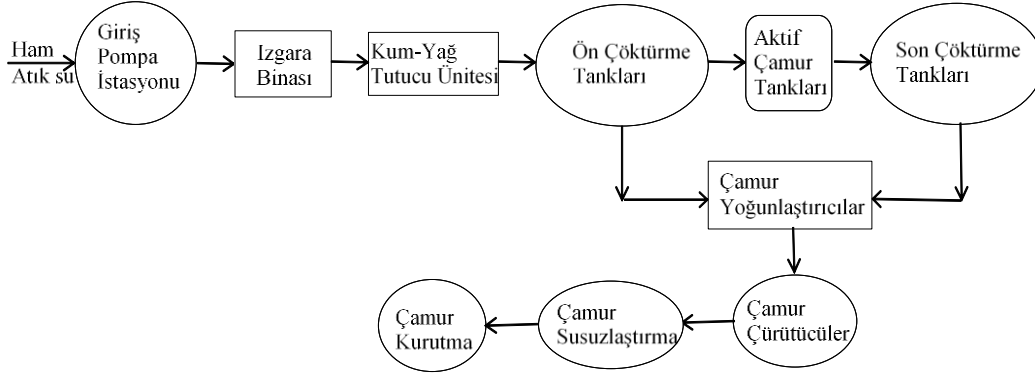 Ham
Atık su
Giriş
Pompa
İstasyonu
Izgara
Binası
Kum-Yağ
Tutucu Ünitesi
Ön Çöktürme
Tankları
Aktif
Çamur
Tankları
Son Çöktürme
Tankları
Çamur
Yoğunlaştırıcılar
Çamur
Kurutma
Çamur
Susuzlaştırma
Çamur
Çürütücüler